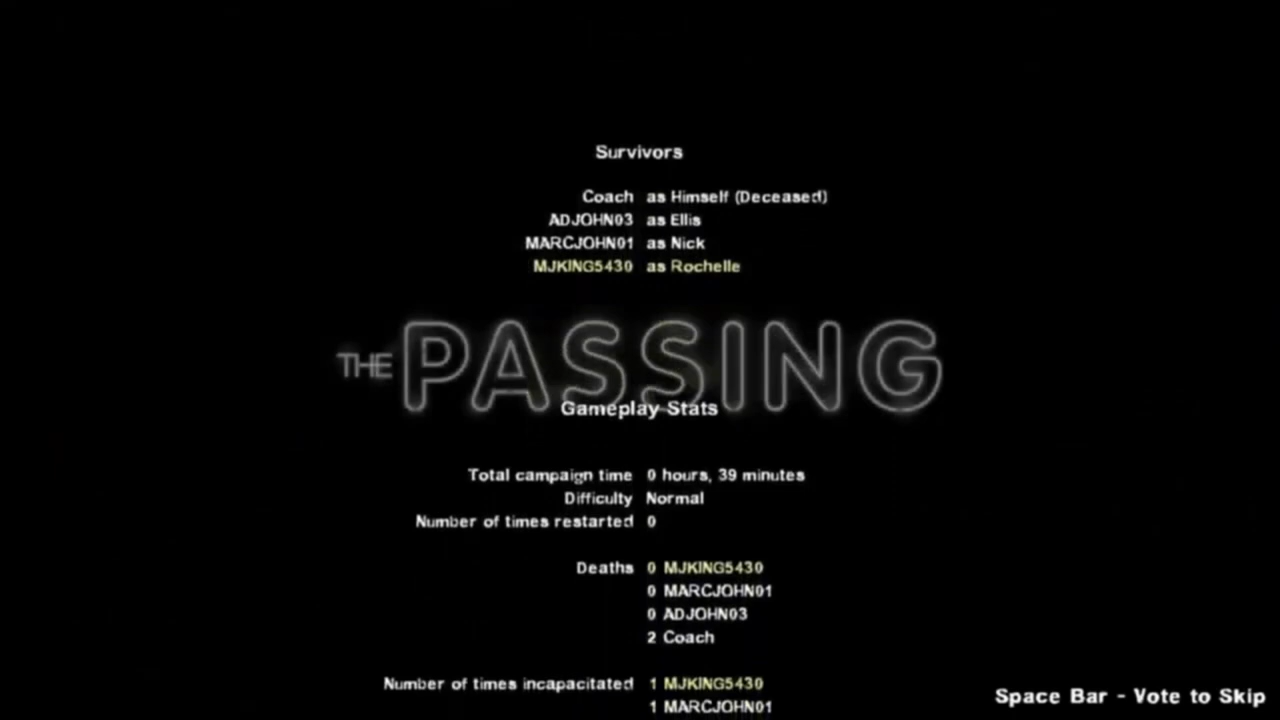 Survivors
Coach as Himself (Deceased)
ADJOHN03 as Ellis
MARCJOHN01 as Nick
MJKING5430 as Rochelle
THE PASSING
Gameplay Stats
Total campaign time 0 hours, 39 minutes
Difficulty Normal
Number of times restarted 0
Deaths 0 MJKING5430
0 MARCJOHN01
0 ADJOHN03
2 Coach
Number of times incapacitated 1 MJKING5430
1 MARCJOHN01
Space Bar - Vote to Skip